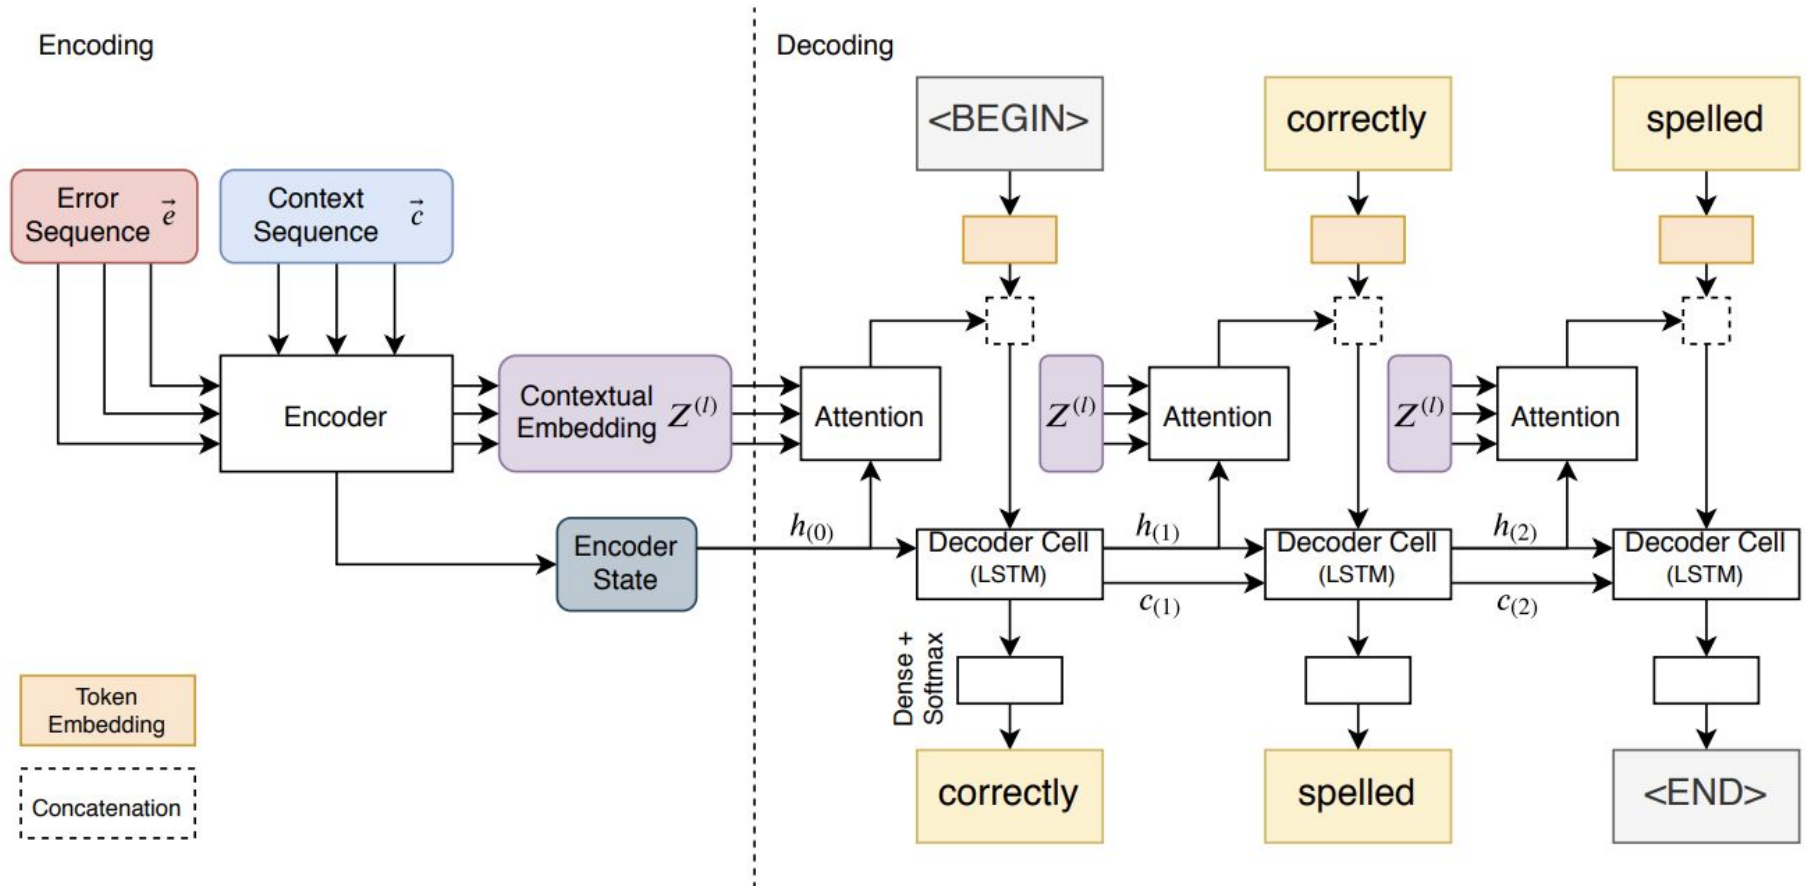 Encoding
Decoding
<BEGIN>
correctly
spelled
Error
Sequence e⃗
Context
Sequence c⃗
Encoder
Contextual
Embedding Z^(l)
Attention
Z^(l)
Attention
Z^(l)
Attention
h(0)
h(1)
h(2)
Encoder
State
Decoder Cell
(LSTM)
Decoder Cell
(LSTM)
Decoder Cell
(LSTM)
c(1)
c(2)
Dense +
Softmax
Token
Embedding
Concatenation
correctly
spelled
<END>